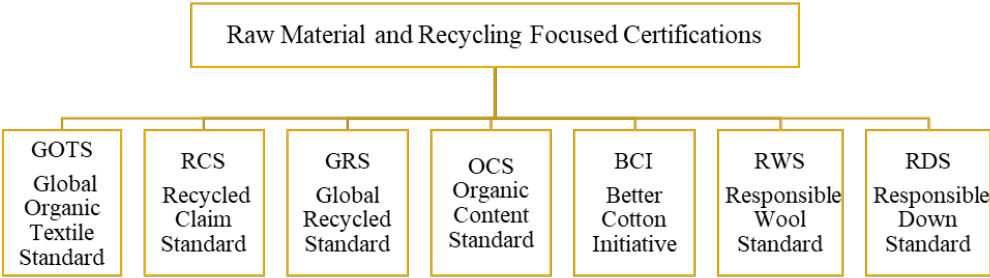 Raw Material and Recycling Focused Certifications
GOTS
Global
Organic
Textile
Standard
RCS
Recycled
Claim
Standard
GRS
Global
Recycled
Standard
OCS
Organic
Content
Standard
BCI
Better
Cotton
Initiative
RWS
Responsible
Wool
Standard
RDS
Responsible
Down
Standard